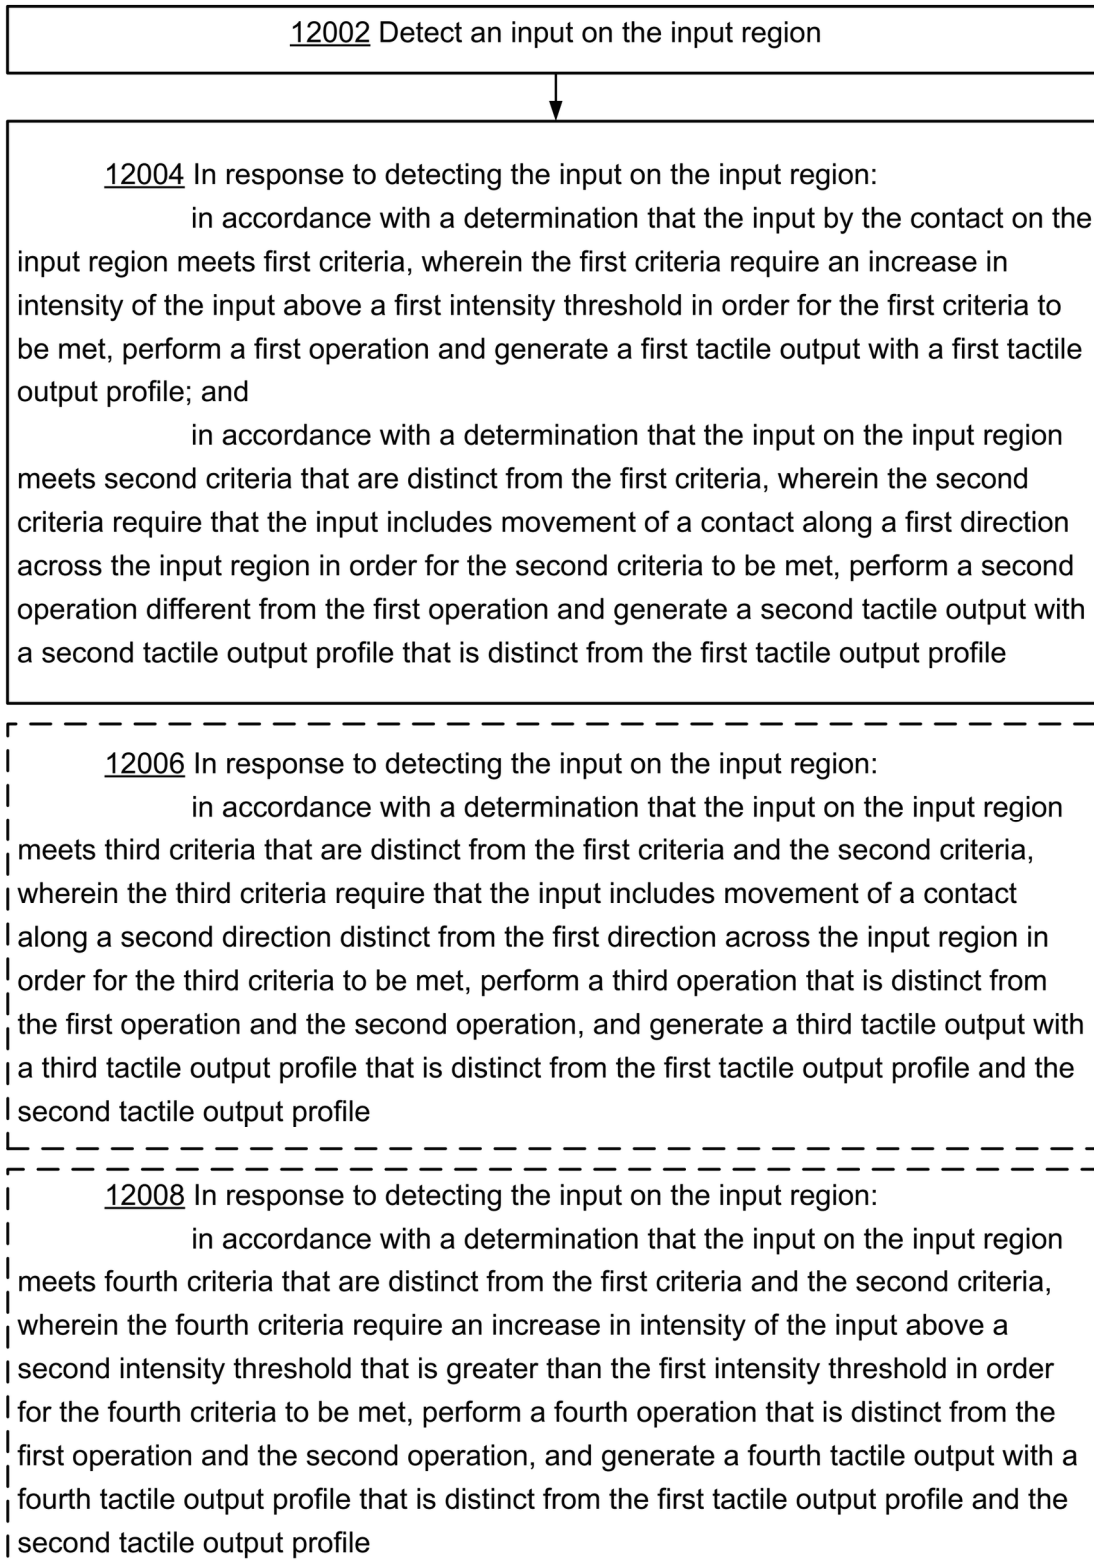 12002 Detect an input on the input region
12004 In response to detecting the input on the input region:
in accordance with a determination that the input by the contact on the
input region meets first criteria, wherein the first criteria require an increase in
intensity of the input above a first intensity threshold in order for the first criteria to
be met, perform a first operation and generate a first tactile output with a first tactile
output profile; and
in accordance with a determination that the input on the input region
meets second criteria that are distinct from the first criteria, wherein the second
criteria require that the input includes movement of a contact along a first direction
across the input region in order for the second criteria to be met, perform a second
operation different from the first operation and generate a second tactile output with
a second tactile output profile that is distinct from the first tactile output profile
12006 In response to detecting the input on the input region:
in accordance with a determination that the input on the input region
meets third criteria that are distinct from the first criteria and the second criteria,
wherein the third criteria require that the input includes movement of a contact
along a second direction distinct from the first direction across the input region in
order for the third criteria to be met, perform a third operation that is distinct from
the first operation and the second operation, and generate a third tactile output with
a third tactile output profile that is distinct from the first tactile output profile and the
second tactile output profile
12008 In response to detecting the input on the input region:
in accordance with a determination that the input on the input region
meets fourth criteria that are distinct from the first criteria and the second criteria,
wherein the fourth criteria require an increase in intensity of the input above a
second intensity threshold that is greater than the first intensity threshold in order
for the fourth criteria to be met, perform a fourth operation that is distinct from the
first operation and the second operation, and generate a fourth tactile output with a
fourth tactile output profile that is distinct from the first tactile output profile and the
second tactile output profile